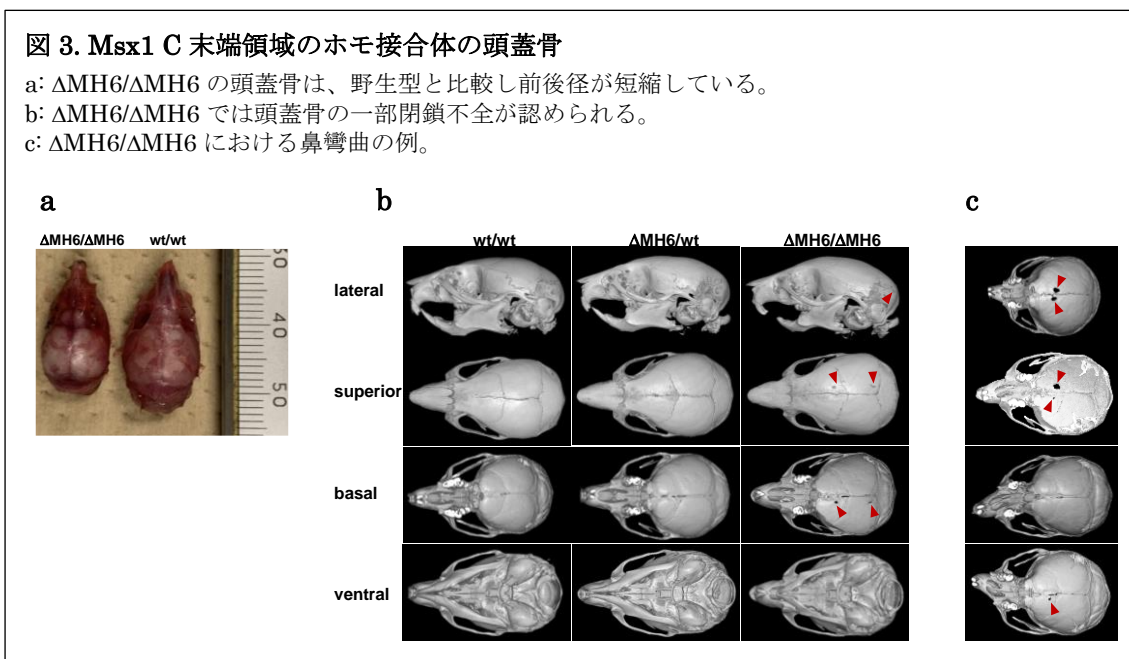 図 3. Msx1 C 末端領域のホモ接合体の頭蓋骨
a: ΔMH6/ΔMH6 の頭蓋骨は、野生型と比較し前後径が短縮している。
b: ΔMH6/ΔMH6 では頭蓋骨の一部閉鎖不全が認められる。
c: ΔMH6/ΔMH6 における鼻彎曲の例。
a
b
c
ΔMH6/ΔMH6 wt/wt
wt/wt ΔMH6/wt ΔMH6/ΔMH6
lateral
superior
basal
ventral
40
50